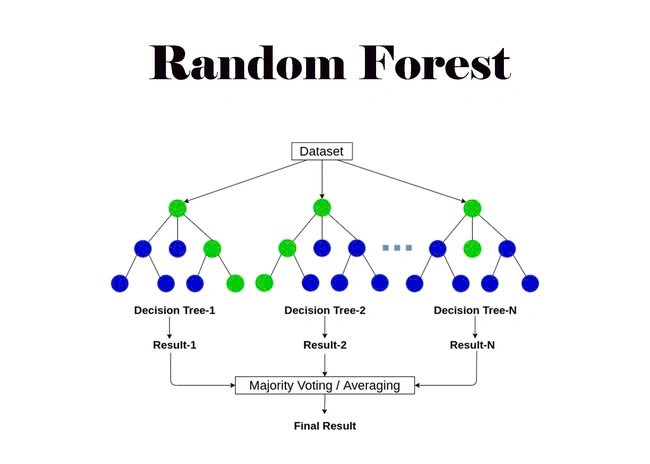 Random Forest
Dataset
Decision Tree-1
Decision Tree-2
Decision Tree-N
Result-1
Result-2
Result-N
Majority Voting / Averaging
Final Result